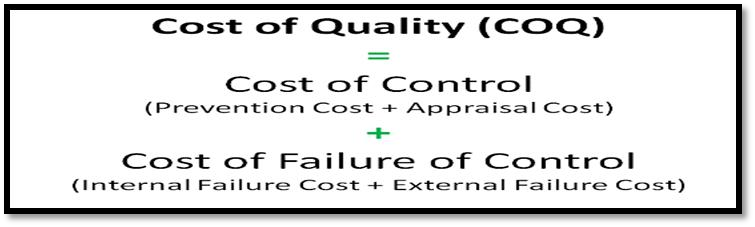 Cost of Quality (COQ)
=
Cost of Control
(Prevention Cost + Appraisal Cost)
+
Cost of Failure of Control
(Internal Failure Cost + External Failure Cost)